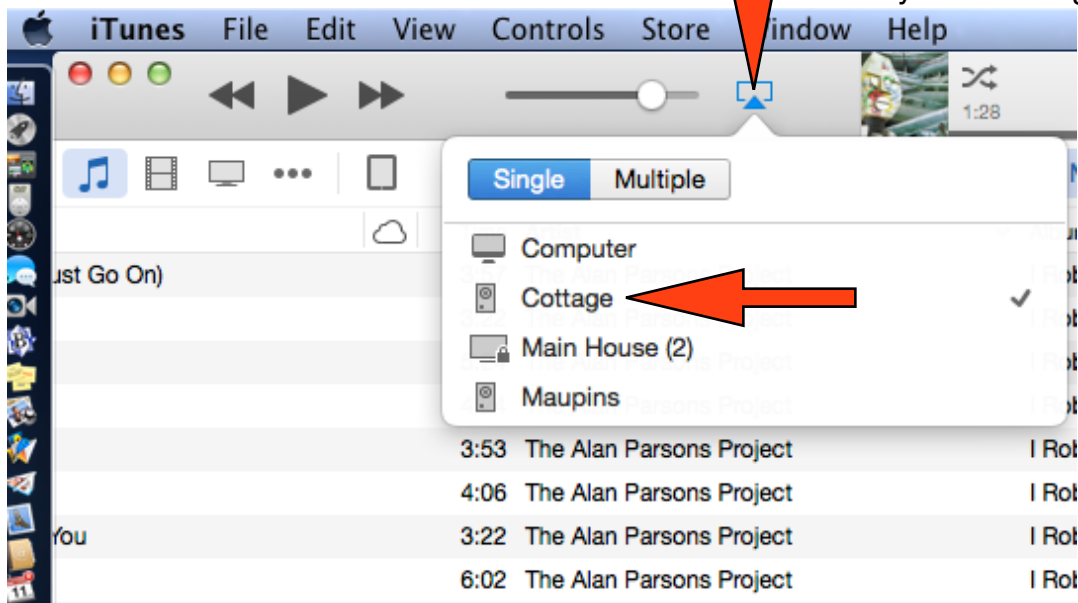 iTunes File Edit View Controls Store Window Help
1:28
Single Multiple
Computer
ust Go On)
Cottage
Main House (2)
Maupins
3:53 The Alan Parsons Project I Rob
4:06 The Alan Parsons Project I Rob
You 3:22 The Alan Parsons Project I Rob
6:02 The Alan Parsons Project I Rob
11